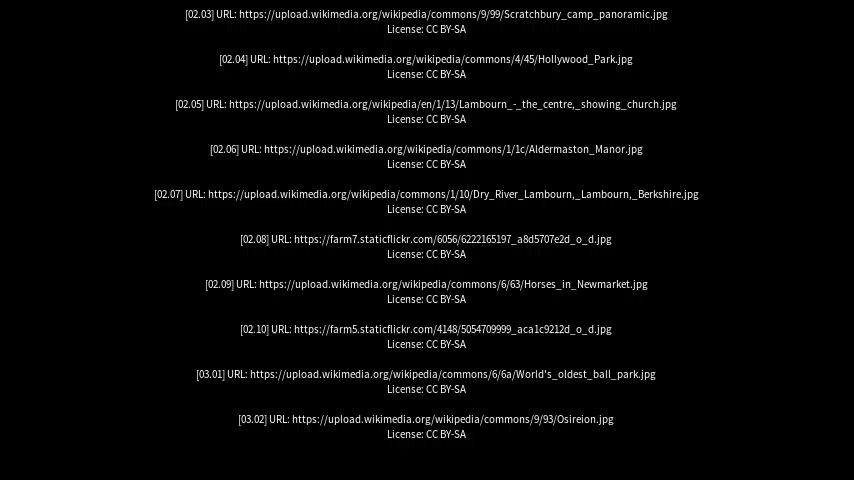 [02.03] URL: https://upload.wikimedia.org/wikipedia/commons/9/99/Scratchbury_camp_panoramic.jpg
License: CC BY-SA
[02.04] URL: https://upload.wikimedia.org/wikipedia/commons/4/45/Hollywood_Park.jpg
License: CC BY-SA
[02.05] URL: https://upload.wikimedia.org/wikipedia/en/1/13/Lambourn_-_the_centre,_showing_church.jpg
License: CC BY-SA
[02.06] URL: https://upload.wikimedia.org/wikipedia/commons/1/1c/Aldermaston_Manor.jpg
License: CC BY-SA
[02.07] URL: https://upload.wikimedia.org/wikipedia/commons/1/10/Dry_River_Lambourn,_Lambourn,_Berkshire.jpg
License: CC BY-SA
[02.08] URL: https://farm7.staticflickr.com/6056/6222165197_a8d5707e2d_o_d.jpg
License: CC BY-SA
[02.09] URL: https://upload.wikimedia.org/wikipedia/commons/6/63/Horses_in_Newmarket.jpg
License: CC BY-SA
[02.10] URL: https://farm5.staticflickr.com/4148/5054709999_aca1c9212d_o_d.jpg
License: CC BY-SA
[03.01] URL: https://upload.wikimedia.org/wikipedia/commons/6/6a/World's_oldest_ball_park.jpg
License: CC BY-SA
[03.02] URL: https://upload.wikimedia.org/wikipedia/commons/9/93/Osireion.jpg
License: CC BY-SA